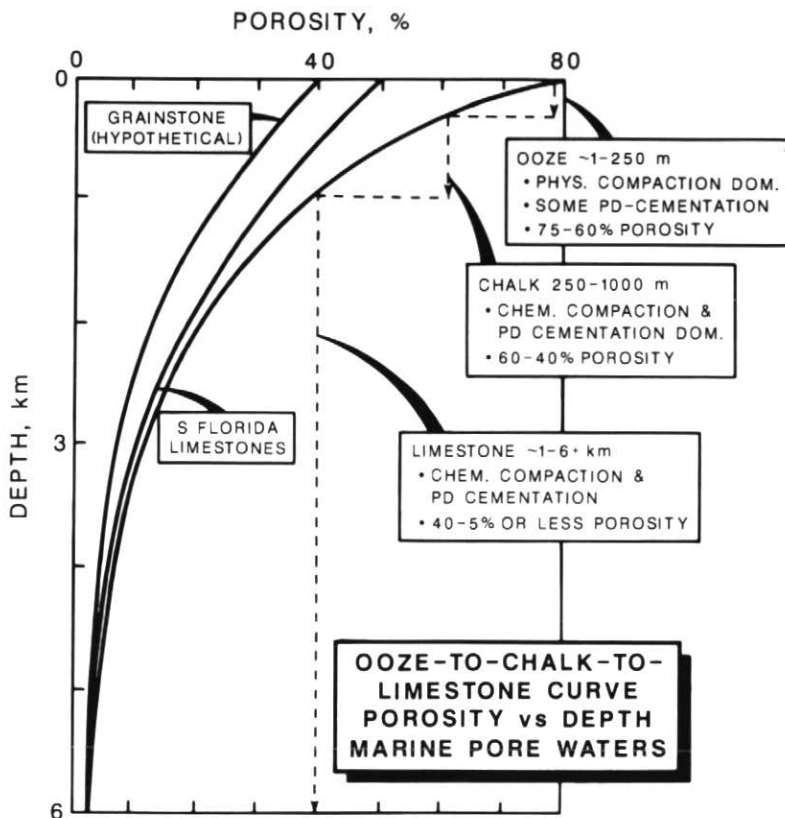 POROSITY, %
0
40
80
0
GRAINSTONE
(HYPOTHETICAL)
OOZE ~1-250 m
• PHYS. COMPACTION DOM.
• SOME PD-CEMENTATION
• 75-60% POROSITY
CHALK 250-1000 m
• CHEM. COMPACTION &
PD CEMENTATION DOM.
• 60-40% POROSITY
S FLORIDA
LIMESTONES
3
DEPTH, km
LIMESTONE ~1-6+ km
• CHEM. COMPACTION &
PD CEMENTATION
• 40-5% OR LESS POROSITY
OOZE-TO-CHALK-TO-
LIMESTONE CURVE
POROSITY vs DEPTH
MARINE PORE WATERS
6